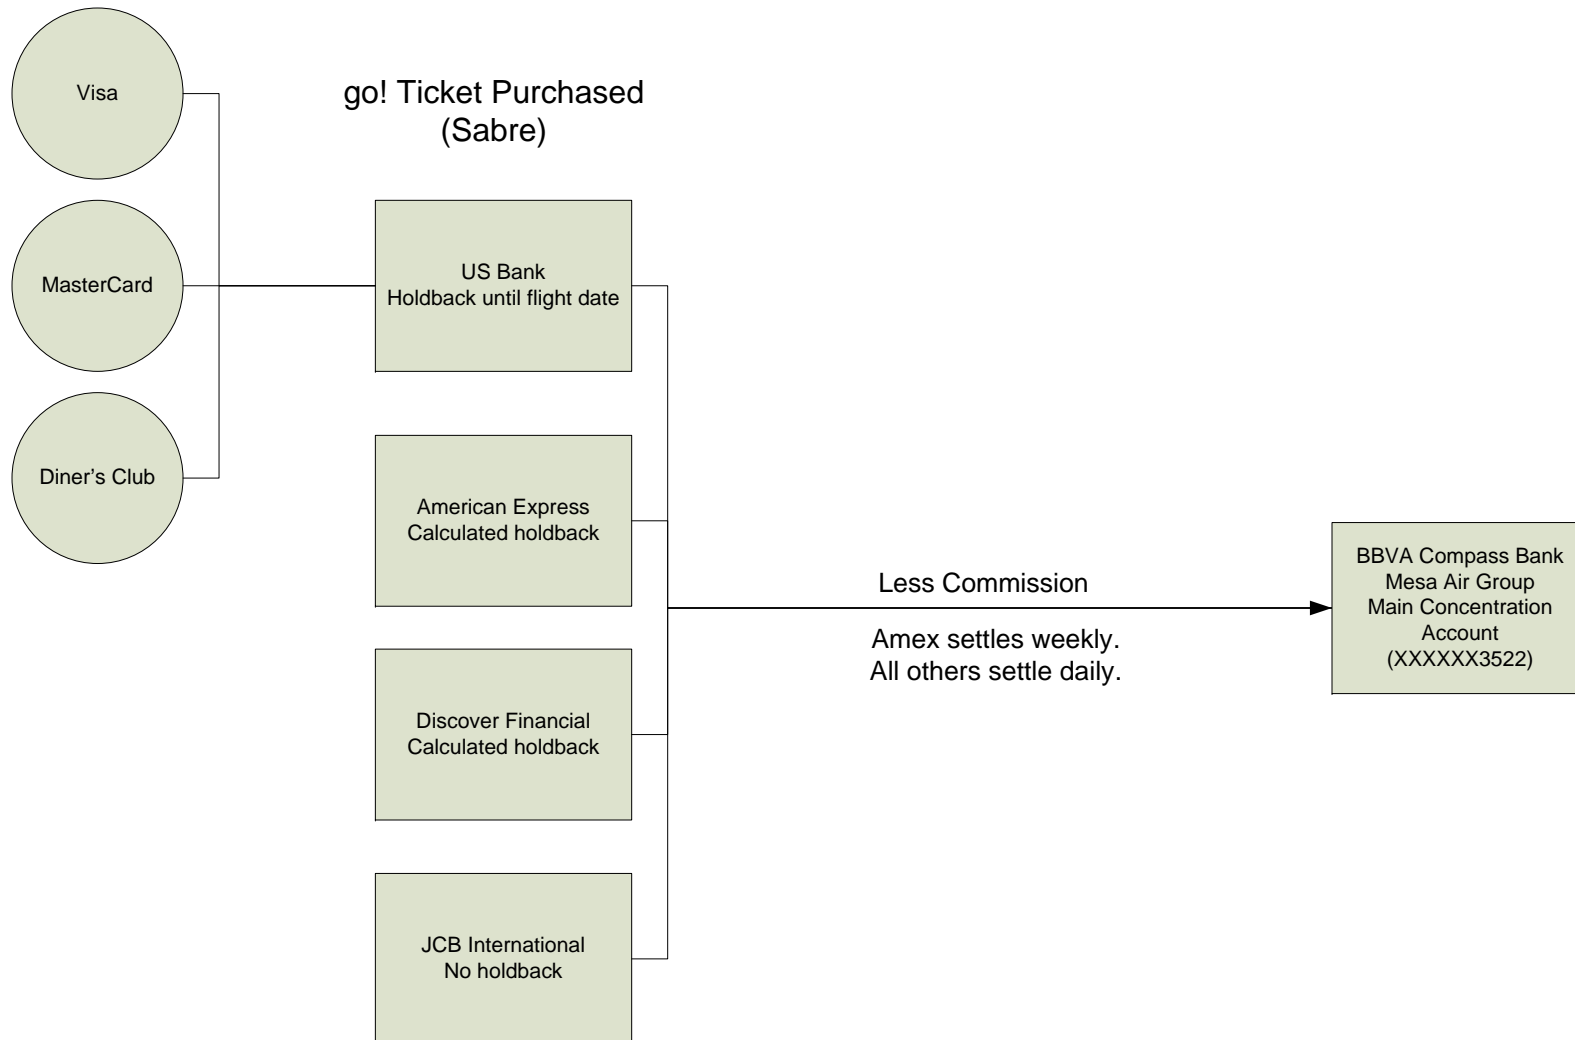 Visa
go! Ticket Purchased
(Sabre)
MasterCard
US Bank
Holdback until flight date
Diner’s Club
American Express
Calculated holdback
Less Commission
Amex settles weekly.
All others settle daily.
BBVA Compass Bank
Mesa Air Group
Main Concentration
Account
(XXXXXX3522)
Discover Financial
Calculated holdback
JCB International
No holdback